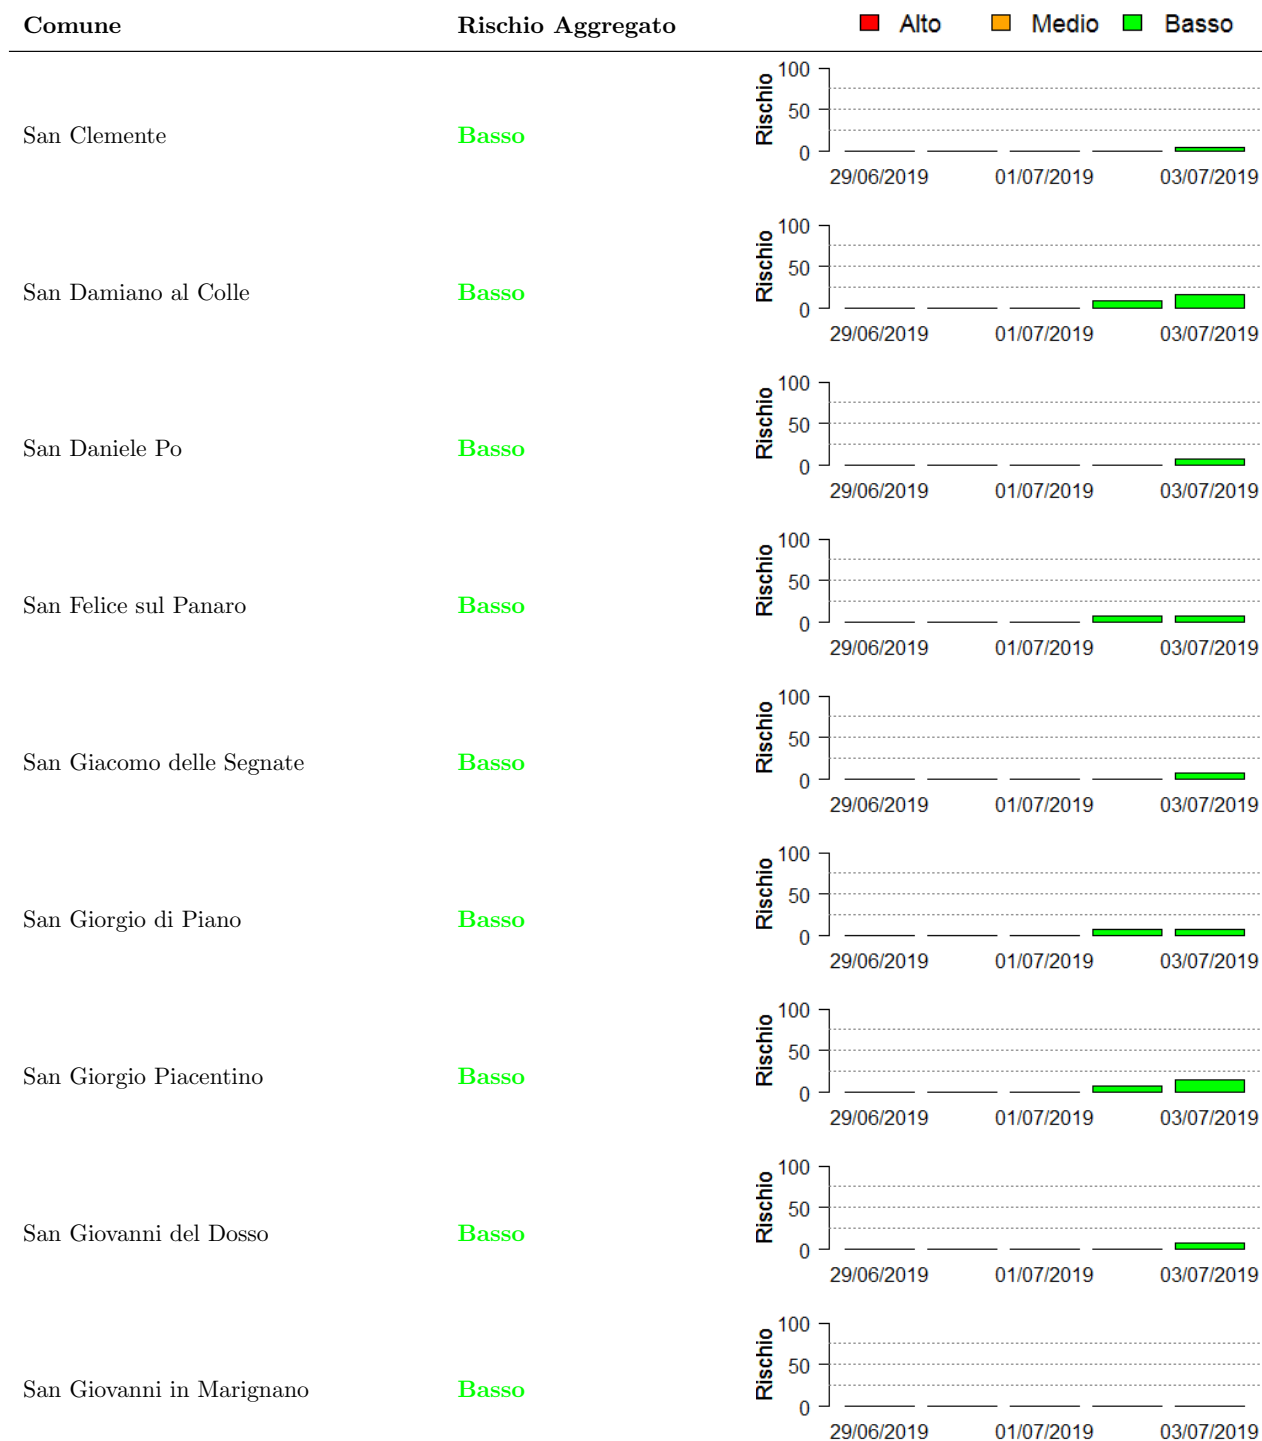 Comune Rischio Aggregato Alto Medio Basso
100
50
0
Rischio
San Clemente Basso
29/06/2019 01/07/2019 03/07/2019
100
50
0
Rischio
San Damiano al Colle Basso
29/06/2019 01/07/2019 03/07/2019
100
50
0
Rischio
San Daniele Po Basso
29/06/2019 01/07/2019 03/07/2019
100
50
0
Rischio
San Felice sul Panaro Basso
29/06/2019 01/07/2019 03/07/2019
100
50
0
Rischio
San Giacomo delle Segnate Basso
29/06/2019 01/07/2019 03/07/2019
100
50
0
Rischio
San Giorgio di Piano Basso
29/06/2019 01/07/2019 03/07/2019
100
50
0
Rischio
San Giorgio Piacentino Basso
29/06/2019 01/07/2019 03/07/2019
100
50
0
Rischio
San Giovanni del Dosso Basso
29/06/2019 01/07/2019 03/07/2019
100
50
0
Rischio
San Giovanni in Marignano Basso
29/06/2019 01/07/2019 03/07/2019